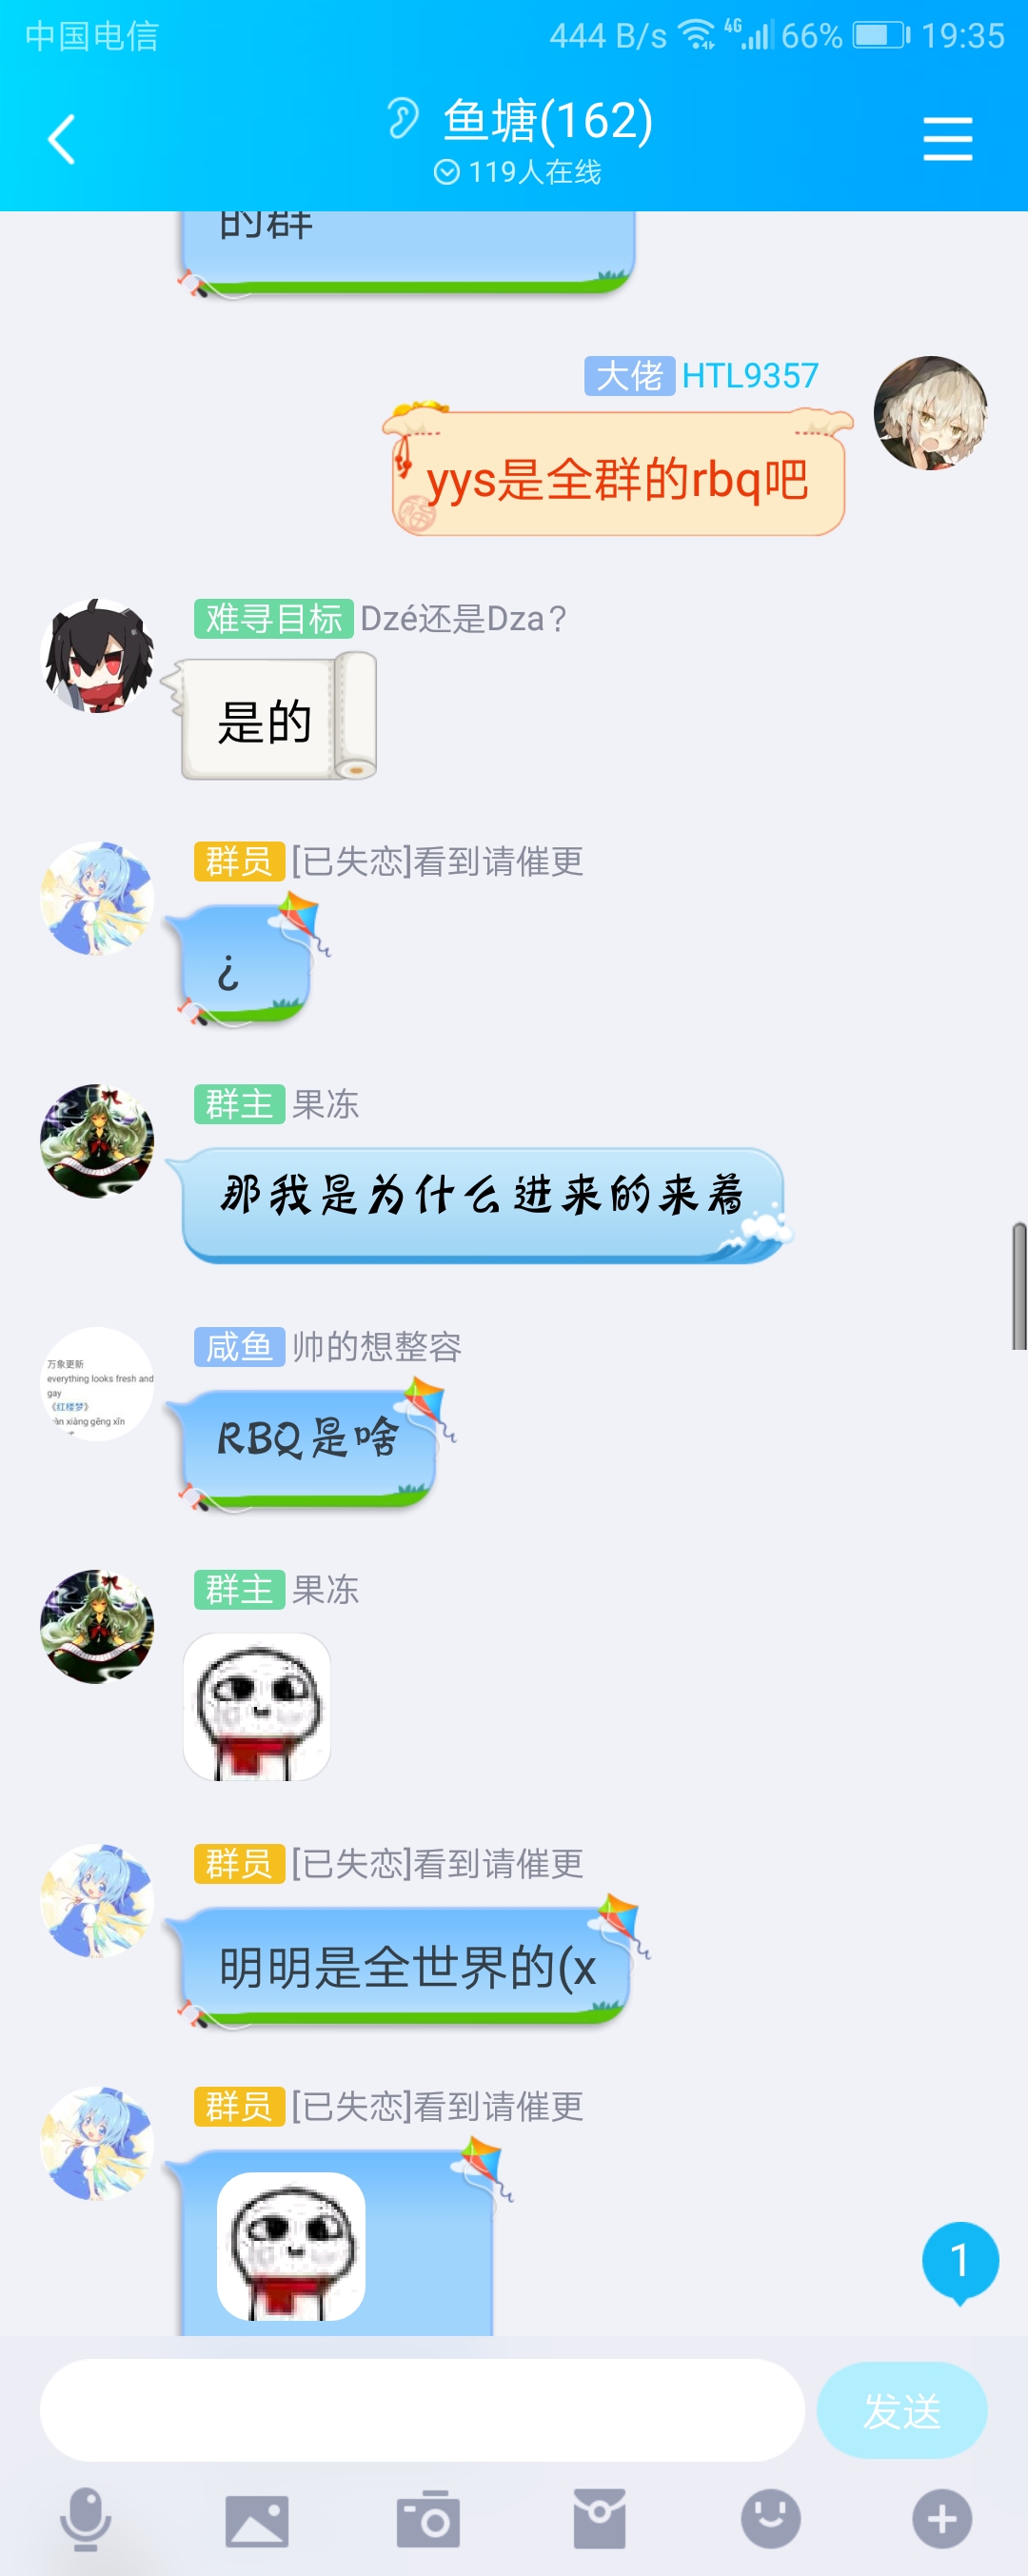 中国电信
444 B/s 4G 66% 19:35
鱼塘(162)
119人在线
的群
大佬 HTL9357
yys是全群的rbq吧
难寻目标 Dzé还是Dza？
是的
群员 [已失恋]看到请催更
¿
群主 果冻
那我是为什么进来的来着
咸鱼 帅的想整容
万象更新
everything looks fresh and
gay
《红楼梦》
àn xiàng gēng xīn
RBQ是啥
群主 果冻
群员 [已失恋]看到请催更
明明是全世界的(x
群员 [已失恋]看到请催更
1
发送